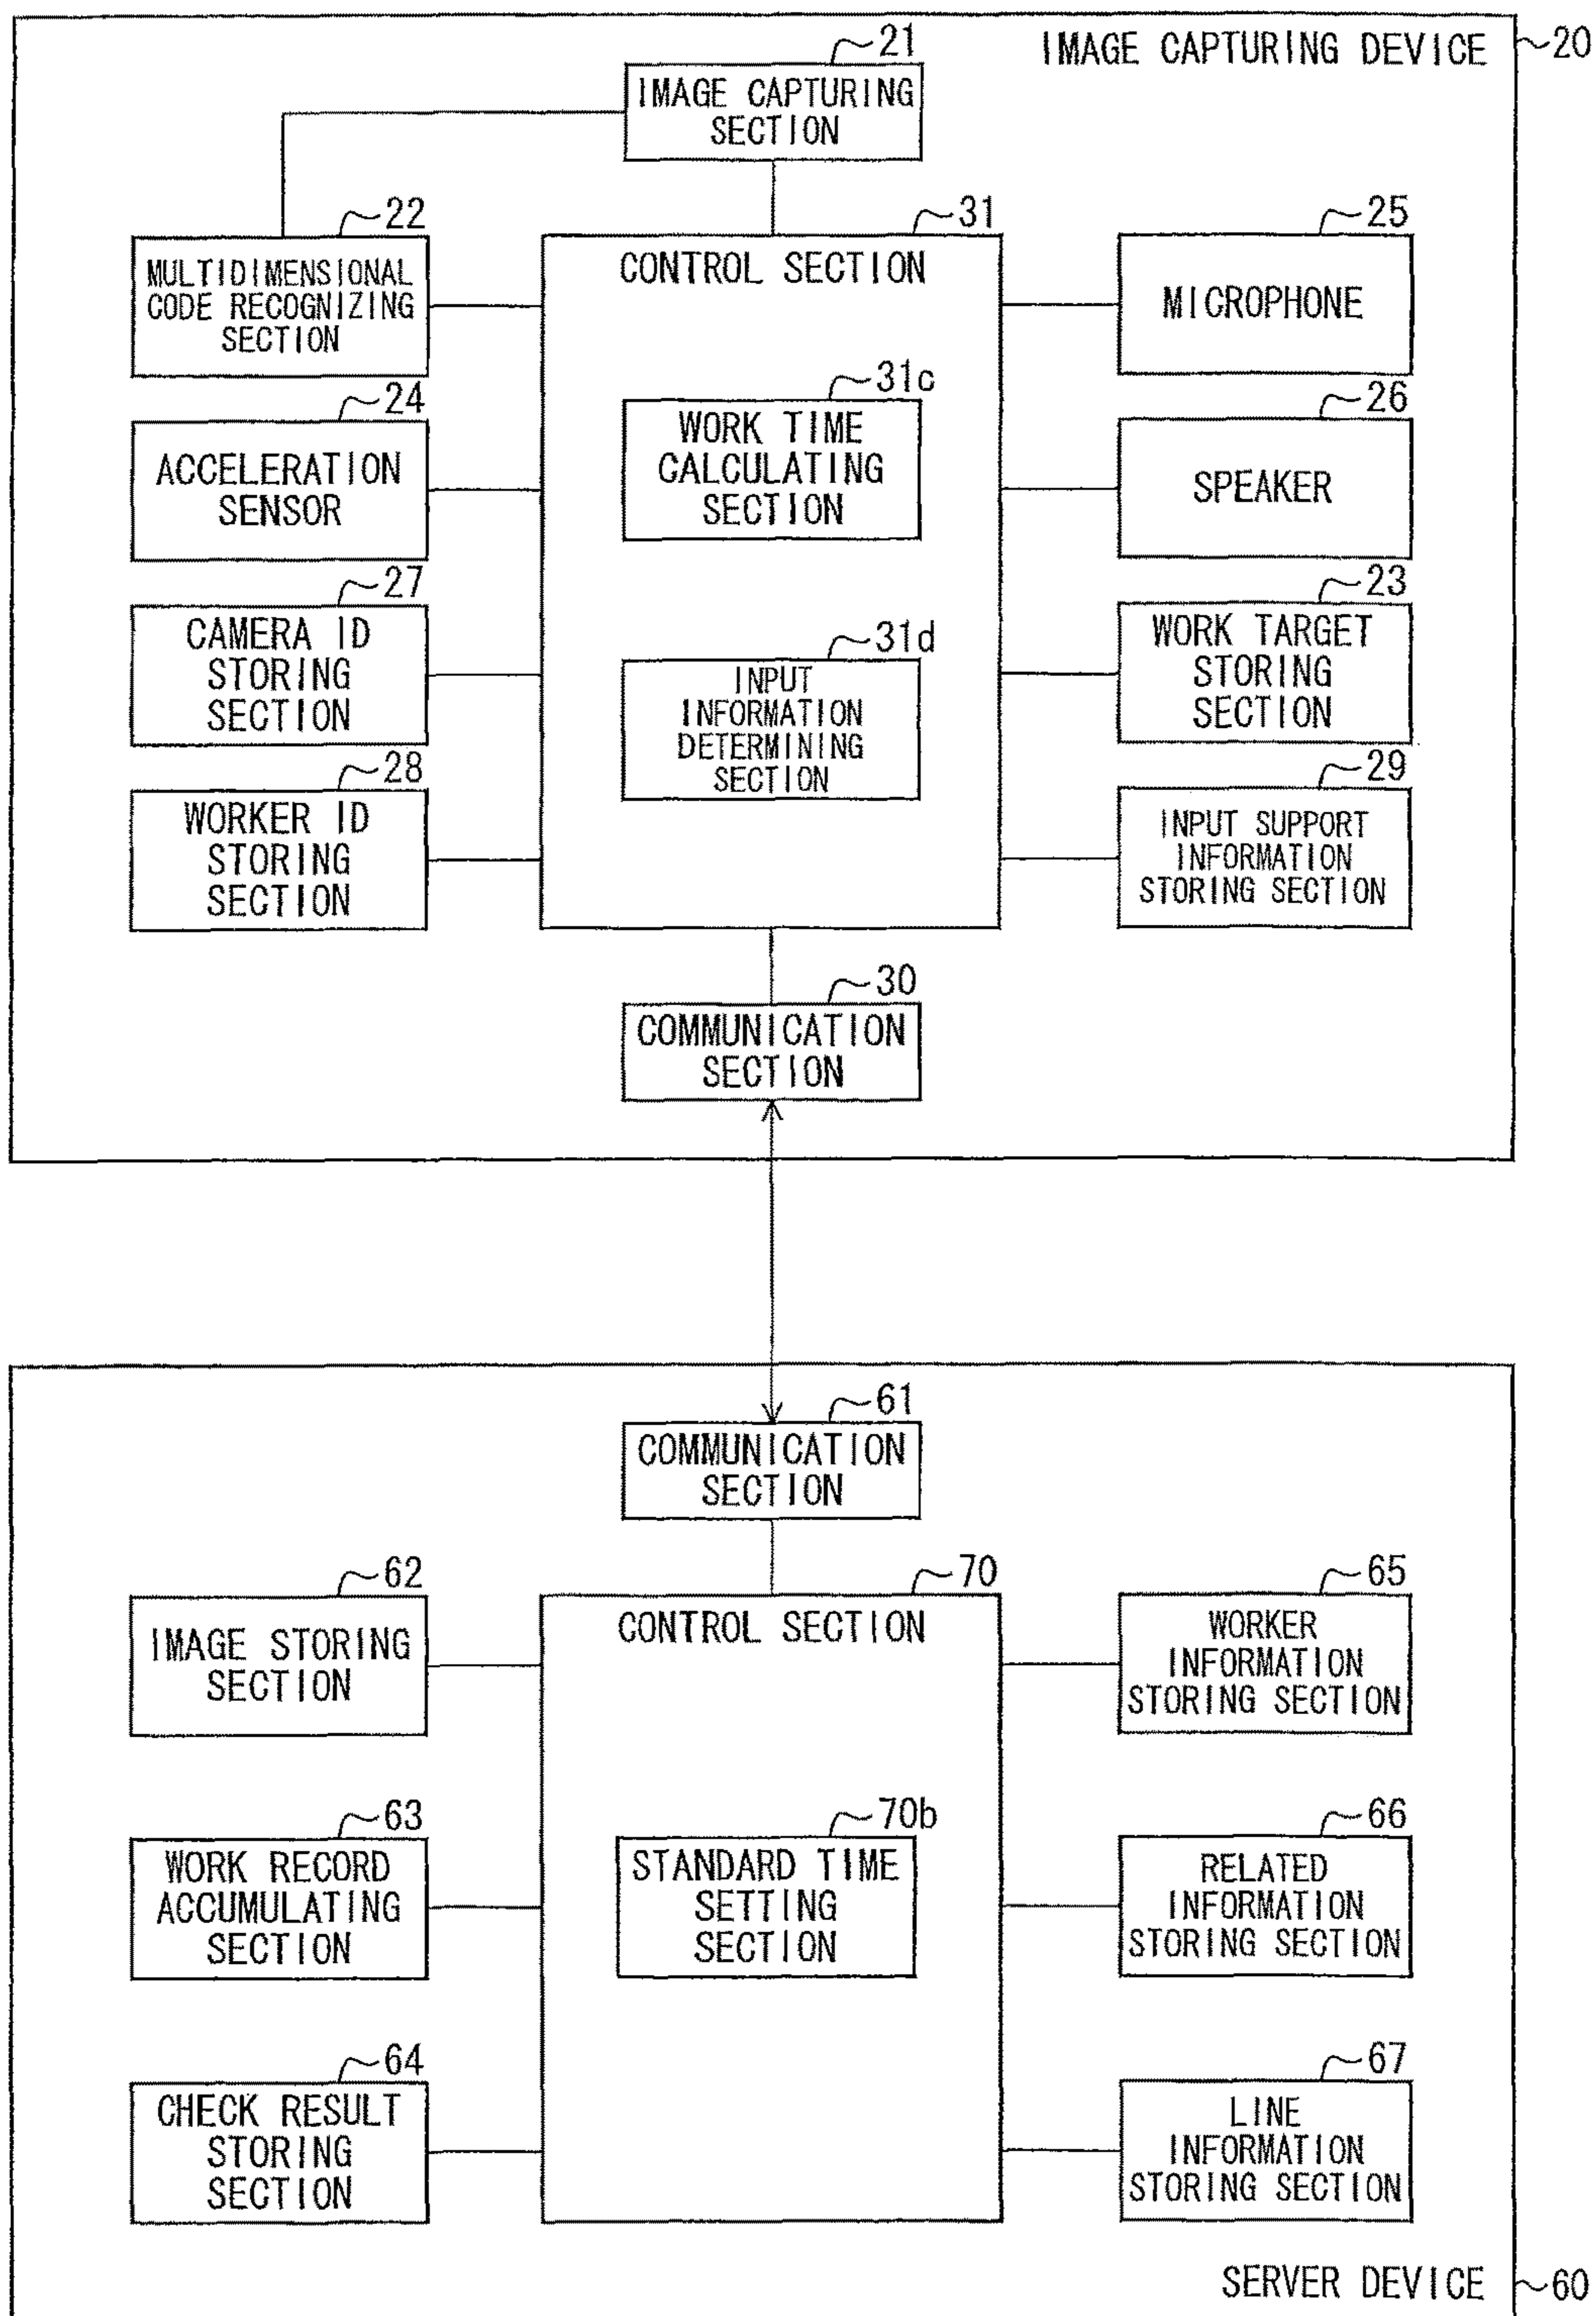 IMAGE CAPTURING DEVICE
20
21
IMAGE CAPTURING
SECTION
22
MULTIDIMENSIONAL
CODE RECOGNIZING
SECTION
31
CONTROL SECTION
25
MICROPHONE
24
ACCELERATION
SENSOR
31c
WORK TIME
CALCULATING
SECTION
26
SPEAKER
27
CAMERA ID
STORING
SECTION
31d
INPUT
INFORMATION
DETERMINING
SECTION
23
WORK TARGET
STORING
SECTION
28
WORKER ID
STORING
SECTION
29
INPUT SUPPORT
INFORMATION
STORING SECTION
30
COMMUNICATION
SECTION
61
COMMUNICATION
SECTION
62
IMAGE STORING
SECTION
70
CONTROL SECTION
65
WORKER
INFORMATION
STORING SECTION
63
WORK RECORD
ACCUMULATING
SECTION
70b
STANDARD TIME
SETTING
SECTION
66
RELATED
INFORMATION
STORING SECTION
64
CHECK RESULT
STORING
SECTION
67
LINE
INFORMATION
STORING SECTION
SERVER DEVICE
60